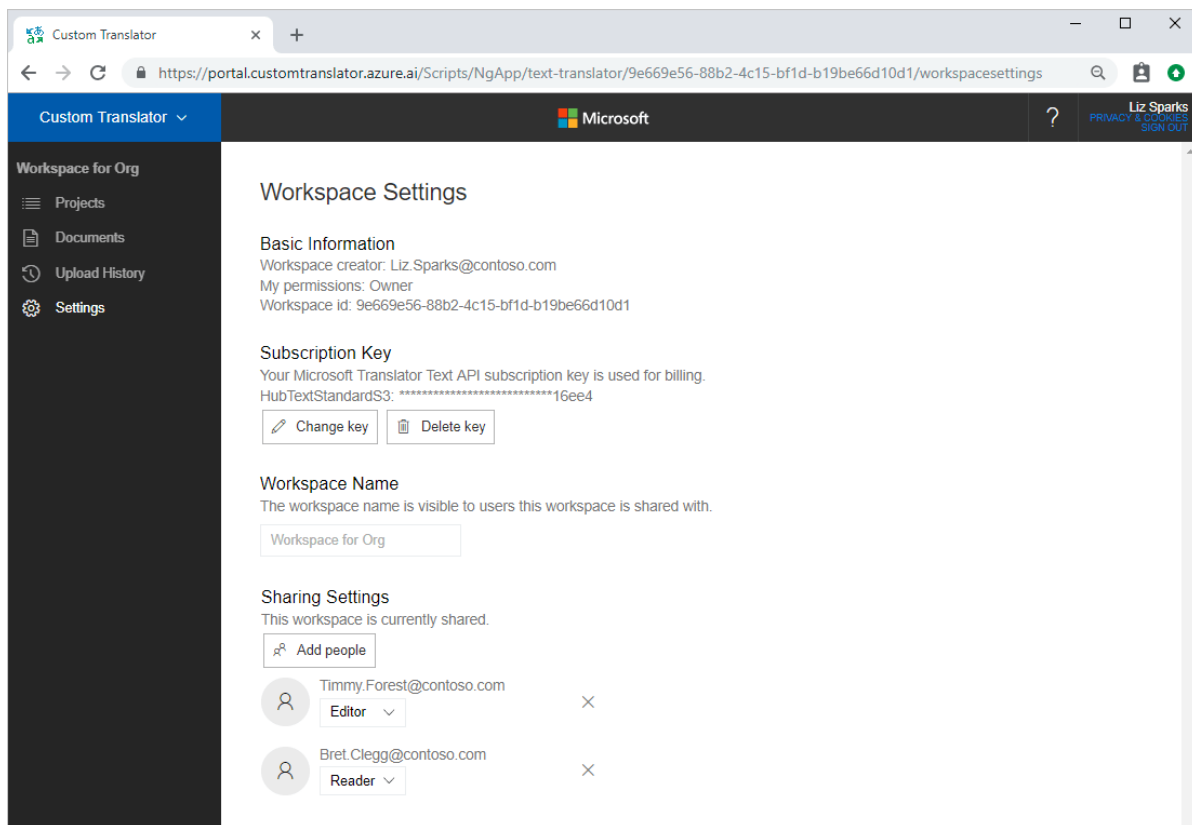 Custom Translator
https://portal.customtranslator.azure.ai/Scripts/NgApp/text-translator/9e669e56-88b2-4c15-bf1d-b19be66d10d1/workspacesettings
Custom Translator
Microsoft
?
Liz Sparks
PRIVACY & COOKIES
SIGN OUT
Workspace for Org
Projects
Documents
Upload History
Settings
Workspace Settings
Basic Information
Workspace creator: Liz.Sparks@contoso.com
My permissions: Owner
Workspace id: 9e669e56-88b2-4c15-bf1d-b19be66d10d1
Subscription Key
Your Microsoft Translator Text API subscription key is used for billing.
HubTextStandardS3: ***************************16ee4
Change key Delete key
Workspace Name
The workspace name is visible to users this workspace is shared with.
Workspace for Org
Sharing Settings
This workspace is currently shared.
Add people
Timmy.Forest@contoso.com
Editor
Bret.Clegg@contoso.com
Reader